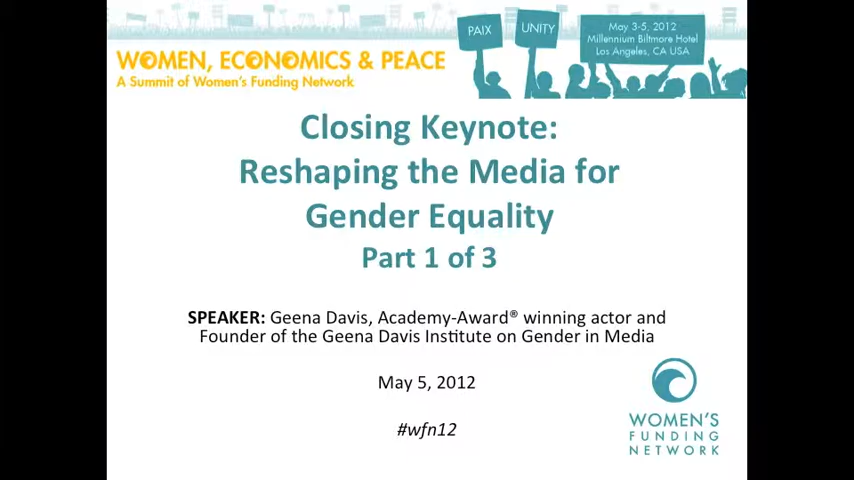 PAIX
UNITY
May 3-5, 2012
Millennium Biltmore Hotel
Los Angeles, CA USA
WOMEN, ECONOMICS & PEACE
A Summit of Women's Funding Network
Closing Keynote:
Reshaping the Media for
Gender Equality
Part 1 of 3
SPEAKER: Geena Davis, Academy-Award® winning actor and
Founder of the Geena Davis Institute on Gender in Media
May 5, 2012
#wfn12
WOMEN'S
FUNDING
NETWORK